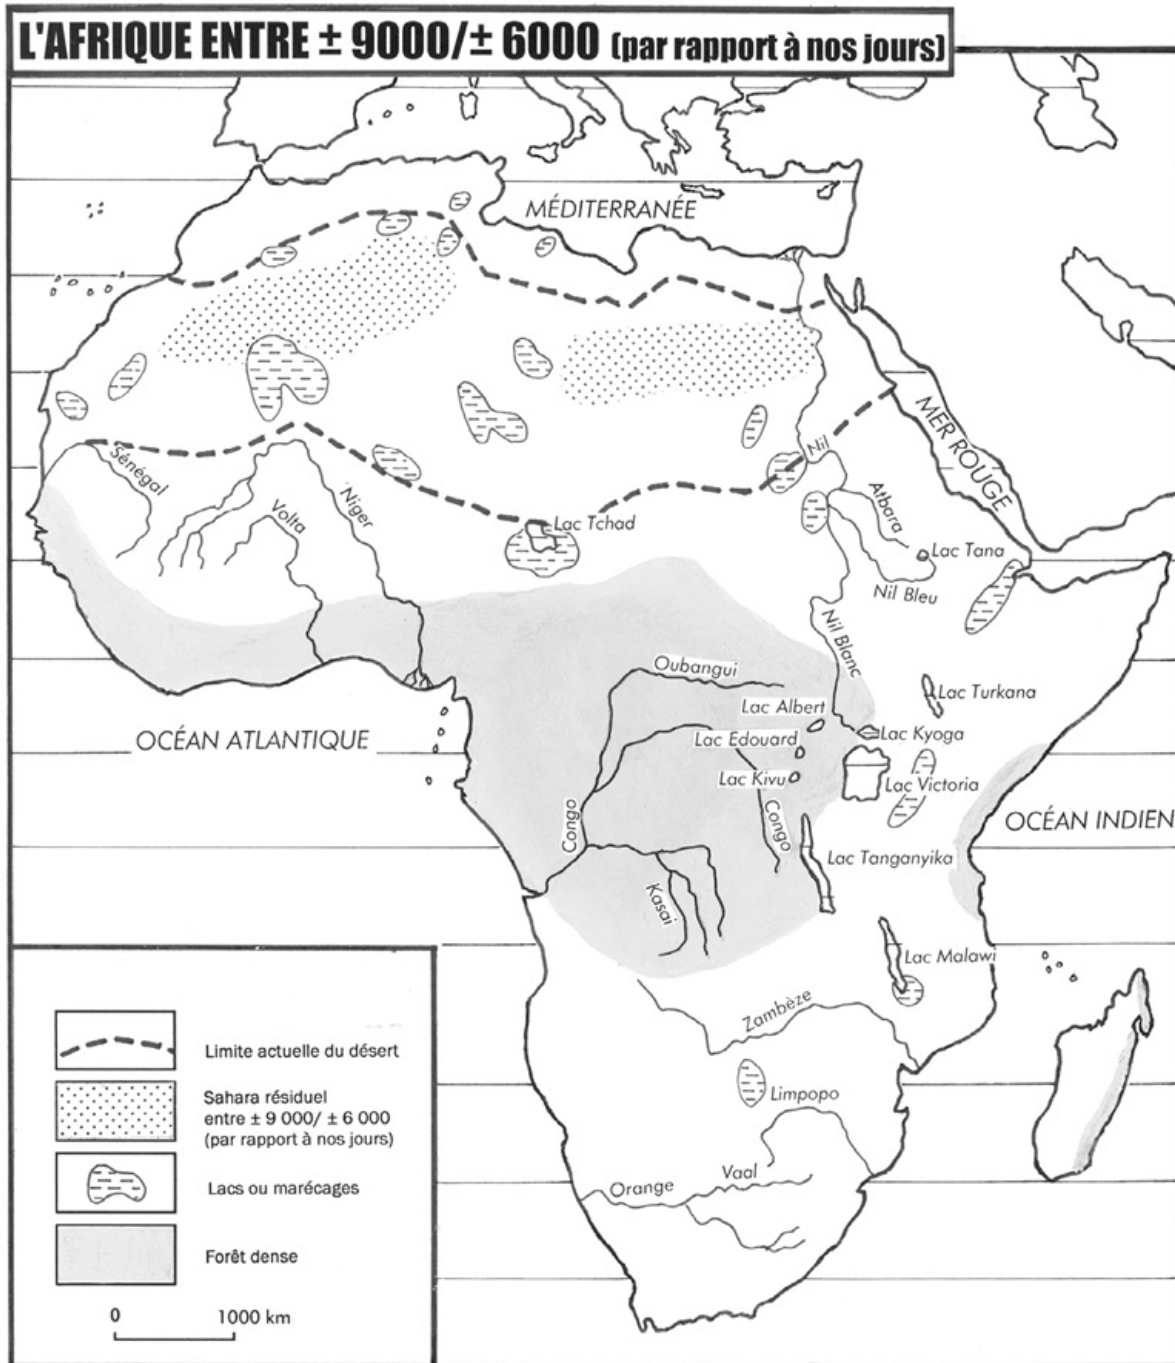 L'AFRIQUE ENTRE ± 9000/± 6000 (par rapport à nos jours)
MÉDITERRANÉE
MER ROUGE
Sénégal
Volta
Niger
Nil
Atbara
Lac Tchad
Lac Tana
Nil Bleu
Nil Blanc
Oubangui
Lac Turkana
Lac Albert
Lac Kyoga
Lac Edouard
OCÉAN ATLANTIQUE
Lac Kivu
Lac Victoria
OCÉAN INDIEN
Congo
Congo
Lac Tanganyika
Kasai
Lac Malawi
Zambèze
Limpopo
Vaal
Orange
Limite actuelle du désert
Sahara résiduel
entre ± 9 000/ ± 6 000
(par rapport à nos jours)
Lacs ou marécages
Forêt dense
0 1000 km